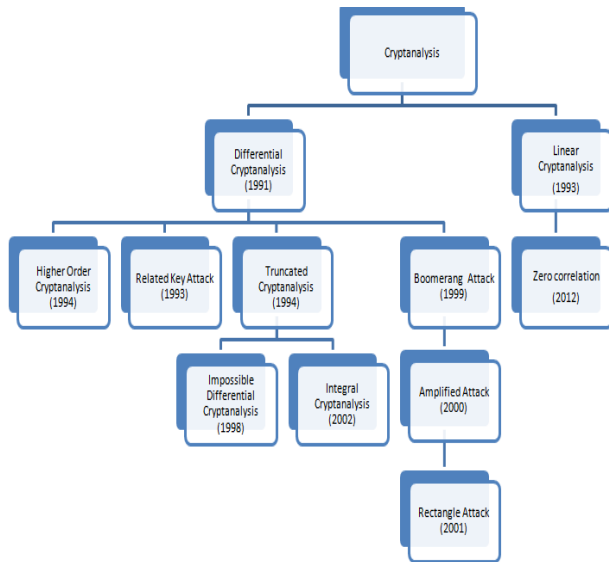 Cryptanalysis
Differential
Cryptanalysis
(1991)
Linear
Cryptanalysis
(1993)
Higher Order
Cryptanalysis
(1994)
Related Key Attack
(1993)
Truncated
Cryptanalysis
(1994)
Boomerang Attack
(1999)
Zero correlation
(2012)
Impossible
Differential
Cryptanalysis
(1998)
Integral
Cryptanalysis
(2002)
Amplified Attack
(2000)
Rectangle Attack
(2001)